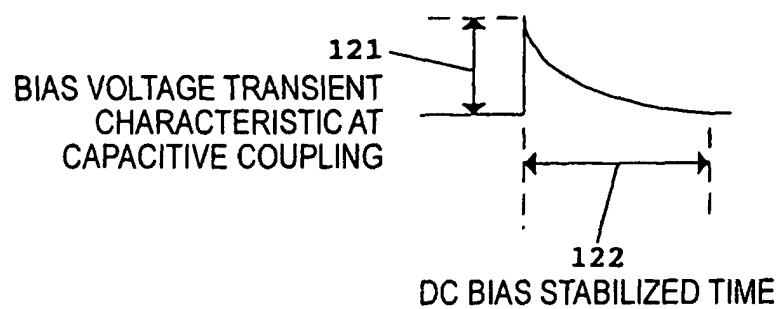 121
BIAS VOLTAGE TRANSIENT
CHARACTERISTIC AT
CAPACITIVE COUPLING
122
DC BIAS STABILIZED TIME